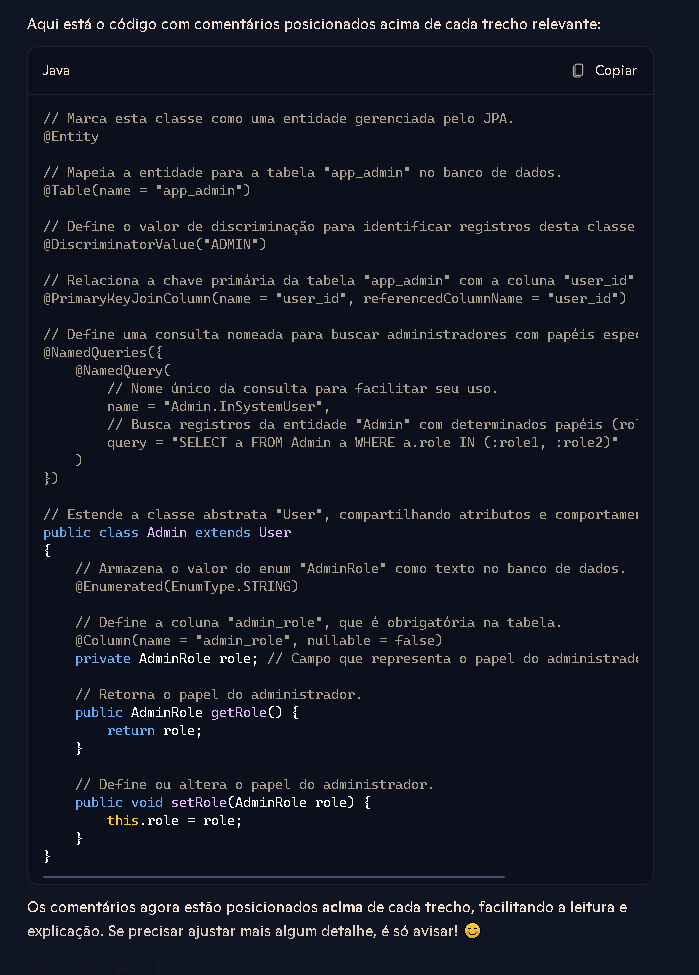 Aqui está o código com comentários posicionados acima de cada trecho relevante:
Java
Copiar
// Marca esta classe como uma entidade gerenciada pelo JPA.
@Entity
// Mapeia a entidade para a tabela "app_admin" no banco de dados.
@Table(name = "app_admin")
// Define o valor de discriminação para identificar registros desta classe
@DiscriminatorValue("ADMIN")
// Relaciona a chave primária da tabela "app_admin" com a coluna "user_id"
@PrimaryKeyJoinColumn(name = "user_id", referencedColumnName = "user_id")
// Define uma consulta nomeada para buscar administradores com papéis espe
@NamedQueries({
    @NamedQuery(
        // Nome único da consulta para facilitar seu uso.
        name = "Admin.InSystemUser",
        // Busca registros da entidade "Admin" com determinados papéis (ro
        query = "SELECT a FROM Admin a WHERE a.role IN (:role1, :role2)"
    )
})
// Estende a classe abstrata "User", compartilhando atributos e comportame
public class Admin extends User
{
    // Armazena o valor do enum "AdminRole" como texto no banco de dados.
    @Enumerated(EnumType.STRING)
    // Define a coluna "admin_role", que é obrigatória na tabela.
    @Column(name = "admin_role", nullable = false)
    private AdminRole role; // Campo que representa o papel do administrad
    // Retorna o papel do administrador.
    public AdminRole getRole() {
        return role;
    }
    // Define ou altera o papel do administrador.
    public void setRole(AdminRole role) {
        this.role = role;
    }
}
Os comentários agora estão posicionados acima de cada trecho, facilitando a leitura e
explicação. Se precisar ajustar mais algum detalhe, é só avisar! 😊